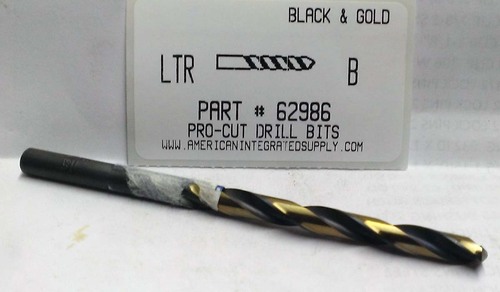 BLACK & GOLD
LTR B
PART # 62986
PRO-CUT DRILL BITS
WWW.AMERICANINTEGRATEDSUPPLY.COM